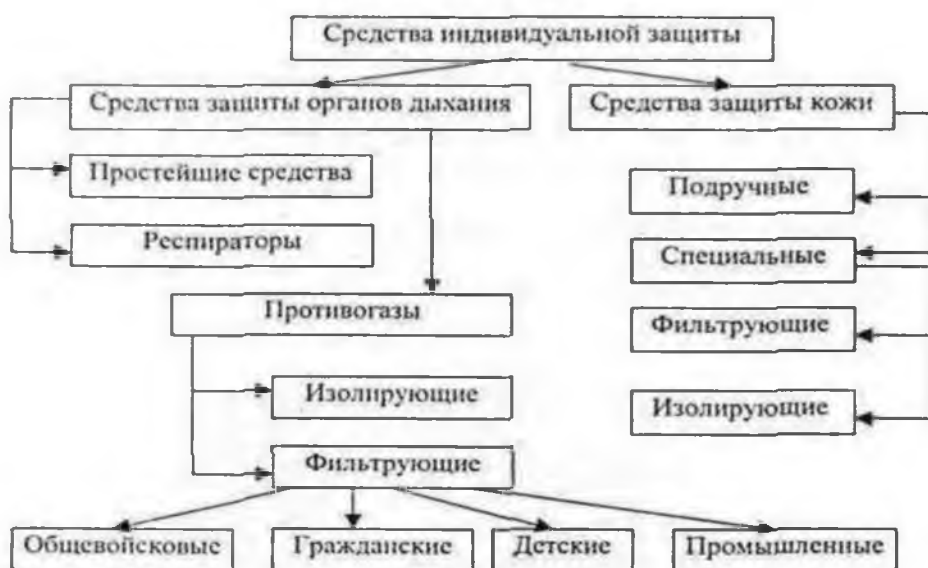 Средства индивидуальной защиты
Средства защиты органов дыхания
Средства защиты кожи
Простейшие средства
Подручные
Респираторы
Специальные
Противогазы
Фильтрующие
Изолирующие
Изолирующие
Фильтрующие
Общевойсковые
Гражданские
Детские
Промышленные